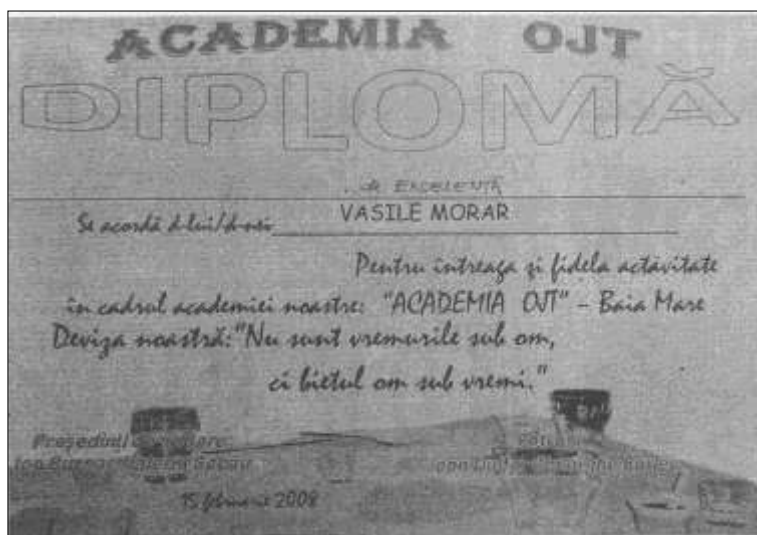 ACADEMIA OJT
DIPLOMĂ
de EXCELENȚĂ
Se acordă d-lui/d-nei VASILE MORAR
Pentru întreaga și fidela actavitate
în cadrul academiei noastre: "ACADEMIA OJT" - Baia Mare
Deviza noastră:"Nu sunt vremurile sub om,
ci bietul om sub vremi."
15 februarie 2008